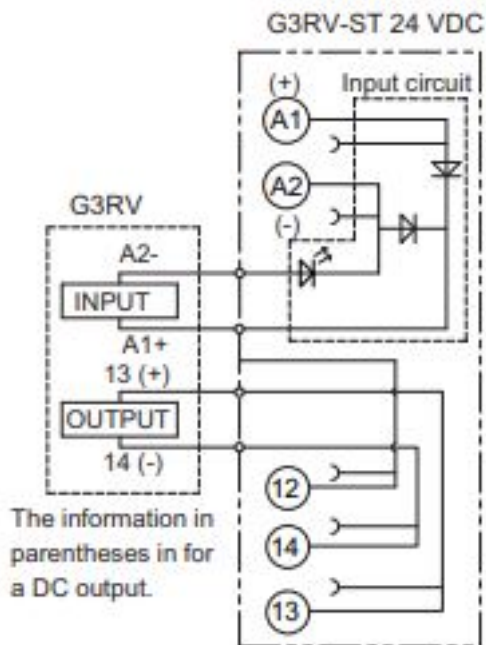 G3RV-ST 24 VDC
(+)
Input circuit
A1
A2
(-)
G3RV
A2-
INPUT
A1+
13 (+)
OUTPUT
14 (-)
12
14
13
The information in
parentheses in for
a DC output.